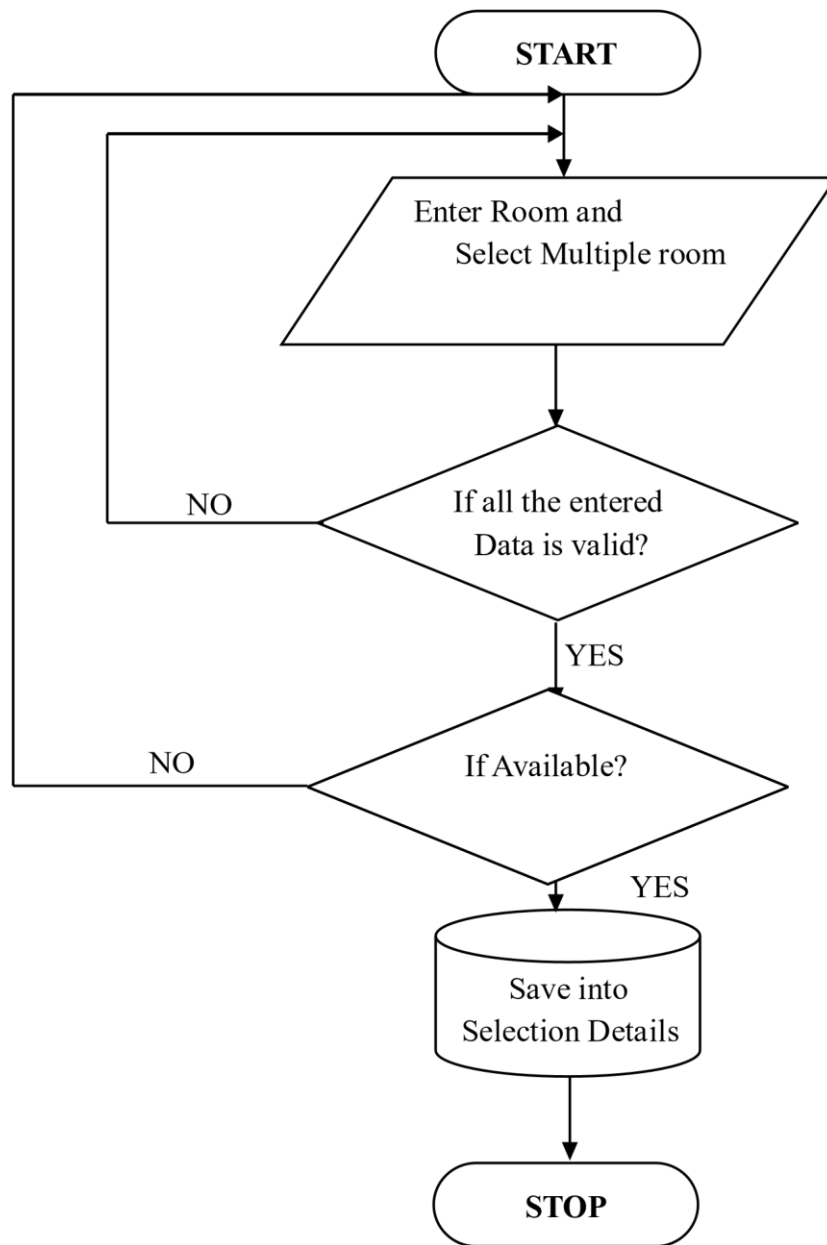 START
Enter Room and
Select Multiple room
If all the entered
Data is valid?
NO
YES
If Available?
NO
YES
Save into
Selection Details
STOP